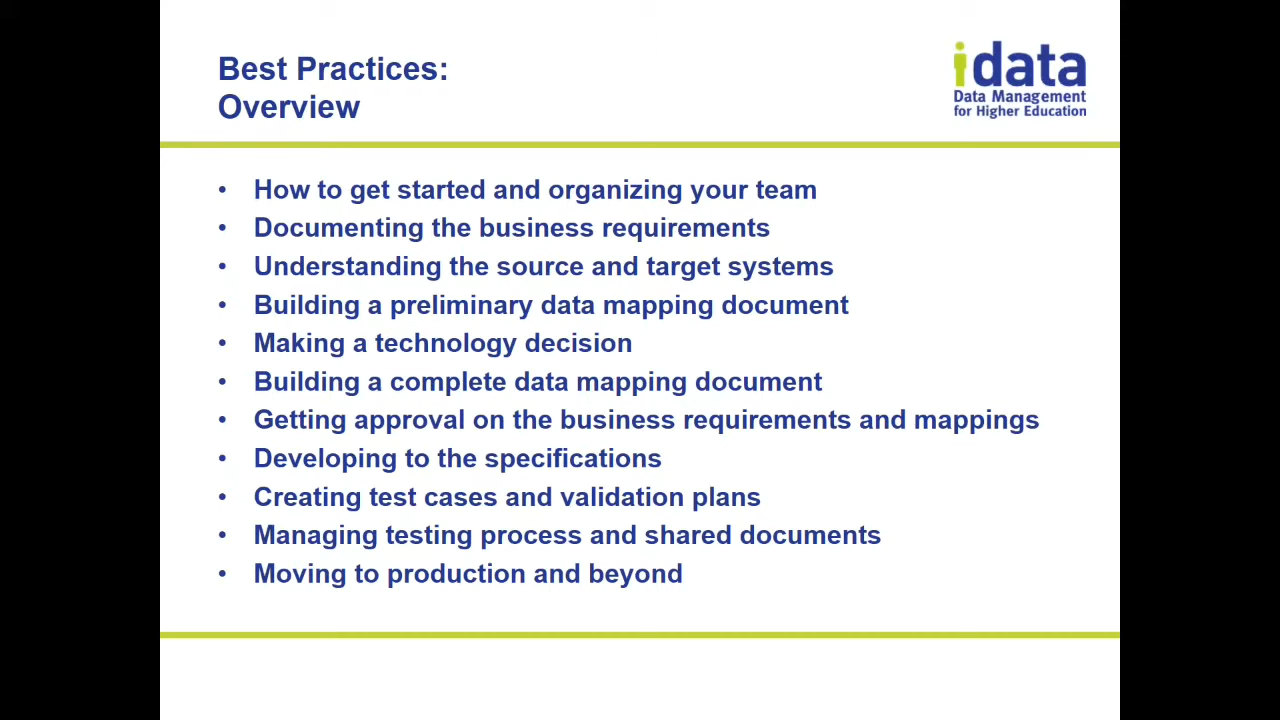 Best Practices:
Overview
idata
Data Management
for Higher Education
• How to get started and organizing your team
• Documenting the business requirements
• Understanding the source and target systems
• Building a preliminary data mapping document
• Making a technology decision
• Building a complete data mapping document
• Getting approval on the business requirements and mappings
• Developing to the specifications
• Creating test cases and validation plans
• Managing testing process and shared documents
• Moving to production and beyond